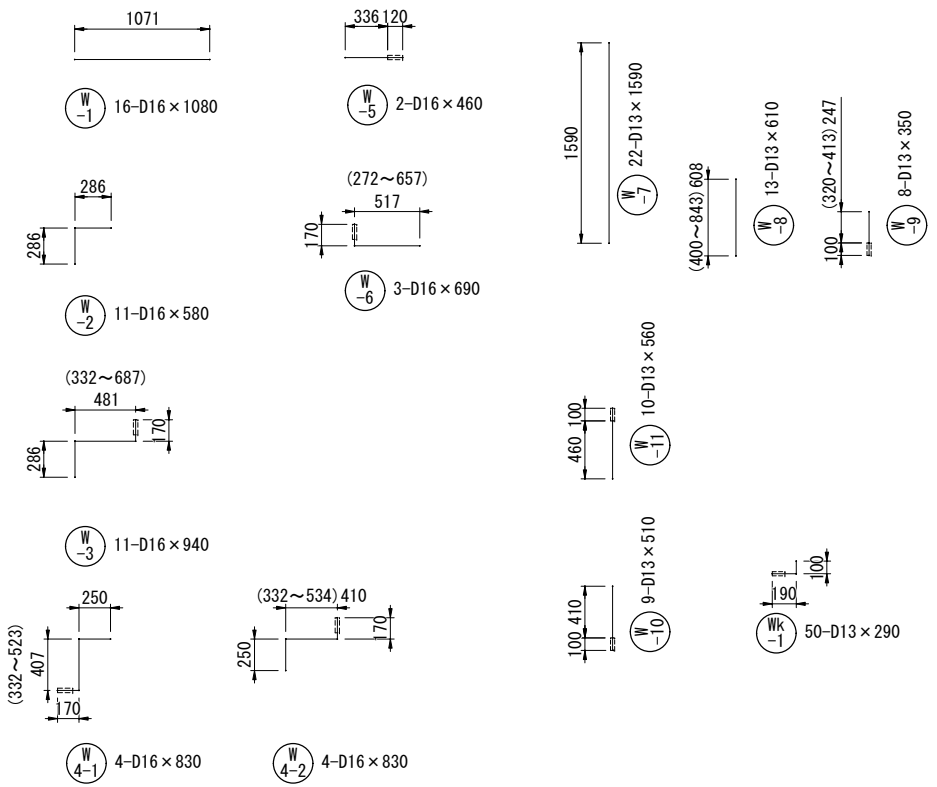 1071
W
-1
16-D16×1080
336
120
W
-5
2-D16×460
286
286
W
-2
11-D16×580
(272～657)
517
170
W
-6
3-D16×690
(332～687)
481
170
286
W
-3
11-D16×940
250
(332～523)
407
170
W
4-1
4-D16×830
(332～534)410
170
250
W
4-2
4-D16×830
1590
W
-7
22-D13×1590
(400～843)608
W
-8
13-D13×610
(320～413)247
100
W
-9
8-D13×350
100
460
W
-11
10-D13×560
410
100
W
-10
9-D13×510
100
190
Wk
-1
50-D13×290